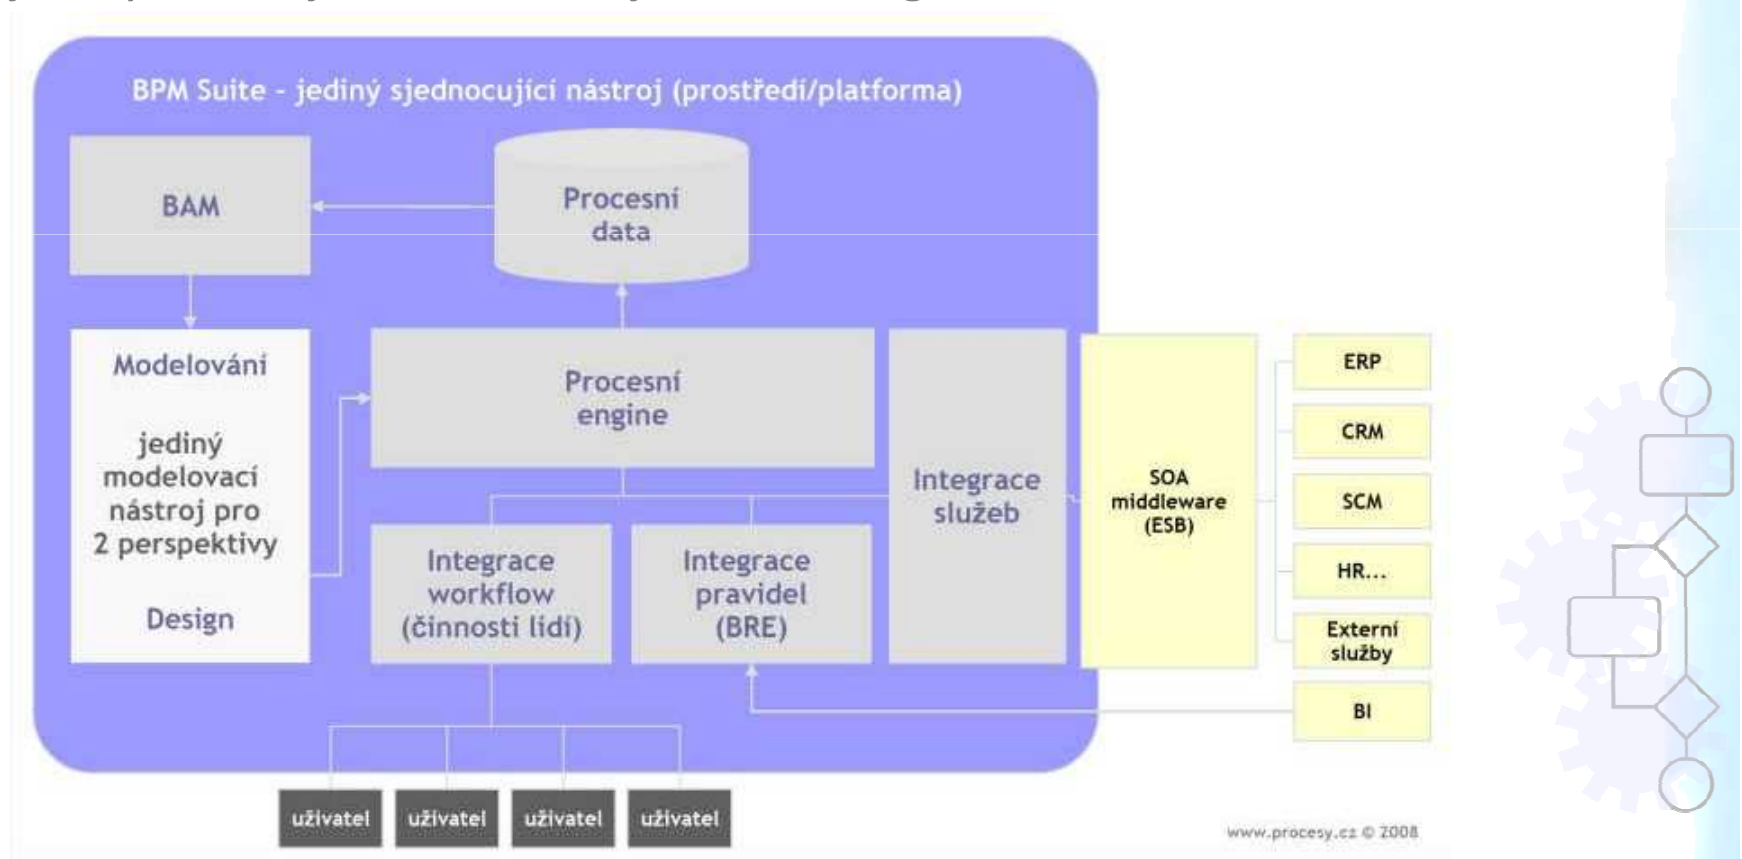 BPM Suite - jediný sjednocující nástroj (prostředí/platforma)
BAM
Procesní
data
Modelování
jediný
modelovací
nástroj pro
2 perspektivy
Design
Procesní
engine
Integrace
workflow
(činnosti lidí)
Integrace
pravidel
(BRE)
Integrace
služeb
SOA
middleware
(ESB)
ERP
CRM
SCM
HR...
Externí
služby
BI
uživatel
uživatel
uživatel
uživatel
www.procesy.cz © 2008